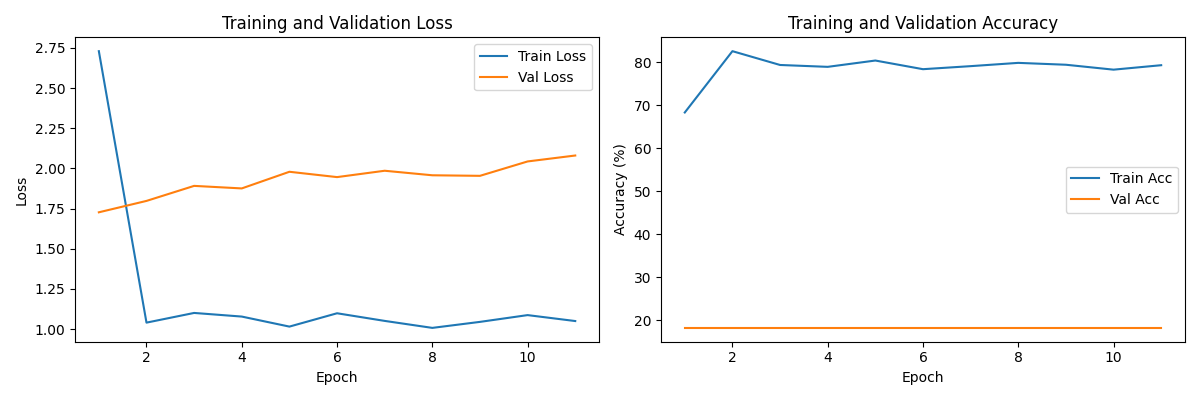 Training and Validation Loss
Train Loss
Val Loss
2.75
2.50
2.25
2.00
1.75
1.50
1.25
1.00
Loss
2 4 6 8 10
Epoch
Training and Validation Accuracy
Train Acc
Val Acc
80
70
60
50
40
30
20
Accuracy (%)
2 4 6 8 10
Epoch